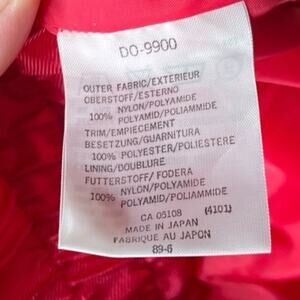 DO-9900
OUTER FABRIC/EXTERIEUR
OBERSTOFF/ESTERNO
100% NYLON/POLYAMIDE
POLYAMID/POLIAMMIDE
TRIM/EMPIECEMENT
BESETZUNG/GUARNITURA
100% POLYESTER/POLIESTERE
LINING/DOUBLURE
FUTTERSTOFF/FODERA
100% NYLON/POLYAMIDE
POLYAMID/POLIAMMIDE
CA 05108 (4101)
MADE IN JAPAN
FABRIQUE AU JAPON
89-6